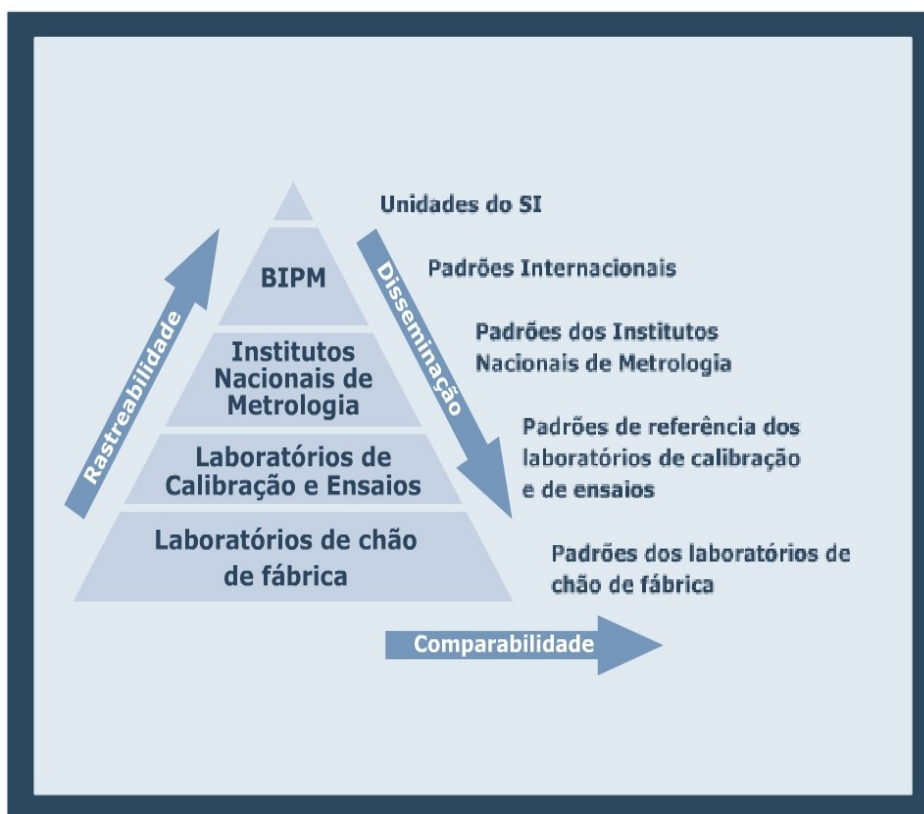 Unidades do SI
BIPM
Padrões Internacionais
Rastreabilidade
Disseminação
Institutos
Nacionais de
Metrologia
Padrões dos Institutos
Nacionais de Metrologia
Laboratórios de
Calibração e Ensaios
Padrões de referência dos
laboratórios de calibração
e de ensaios
Laboratórios de chão
de fábrica
Padrões dos laboratórios de
chão de fábrica
Comparabilidade